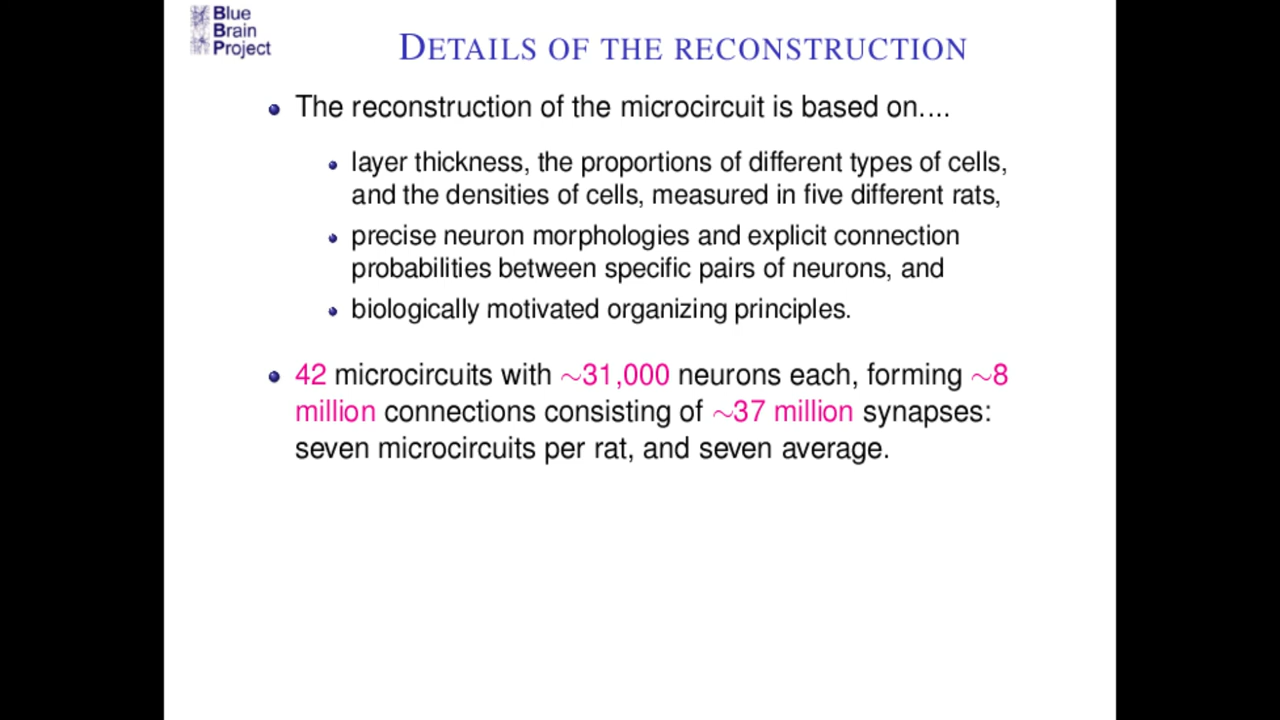 Blue
Brain
Project
DETAILS OF THE RECONSTRUCTION
The reconstruction of the microcircuit is based on....
layer thickness, the proportions of different types of cells,
and the densities of cells, measured in five different rats,
precise neuron morphologies and explicit connection
probabilities between specific pairs of neurons, and
biologically motivated organizing principles.
42 microcircuits with ~31,000 neurons each, forming ~8
million connections consisting of ~37 million synapses:
seven microcircuits per rat, and seven average.